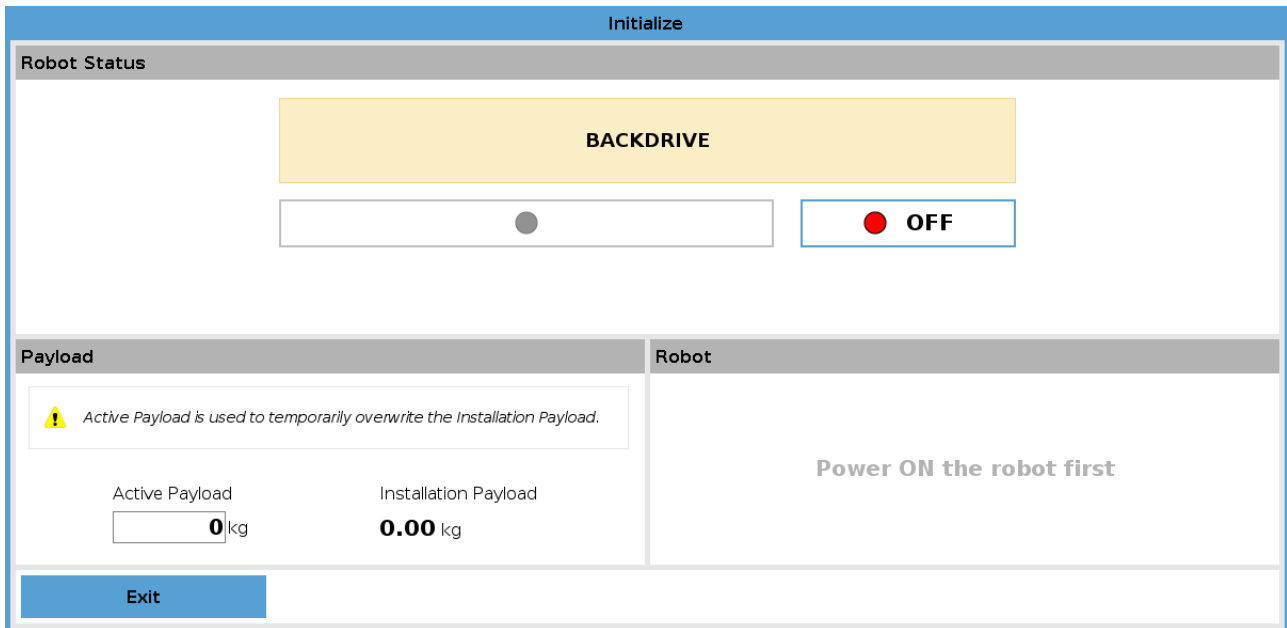 Initialize
Robot Status
BACKDRIVE
OFF
Payload
Active Payload is used to temporarily overwrite the Installation Payload.
Active Payload
Installation Payload
0 kg
0.00 kg
Robot
Power ON the robot first
Exit